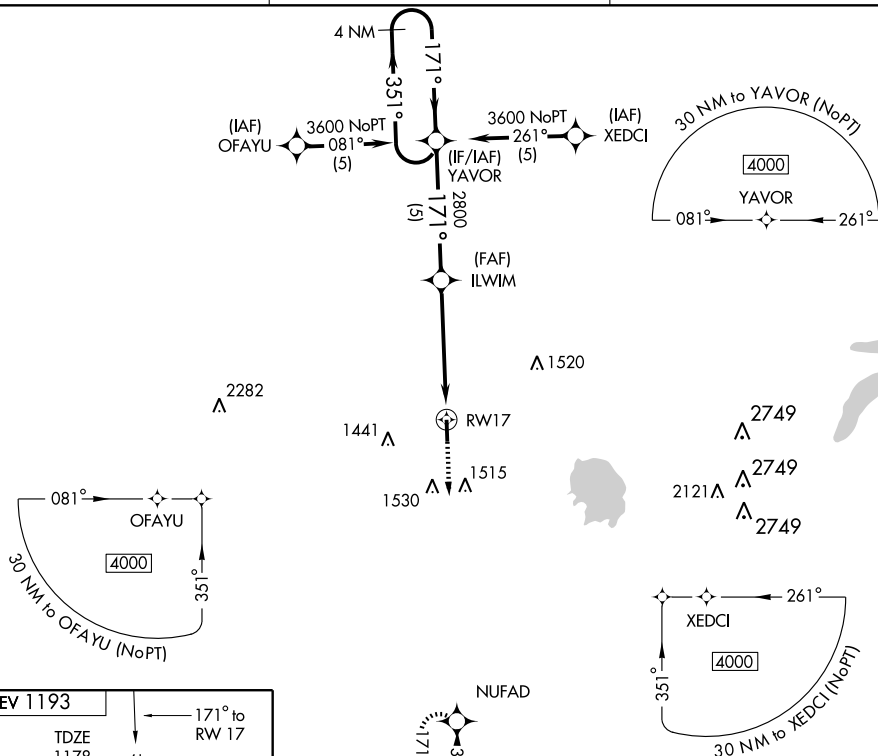 4 NM
171°
351°
(IAF)
OFAYU
3600 NoPT
081°
(5)
3600 NoPT
261°
(5)
(IAF)
XEDCI
(IF/IAF)
YAVOR
2800
171°
(5)
(FAF)
ILWIM
30 NM to YAVOR (NoPT)
4000
YAVOR
081°
261°
1520
2282
1441
RW17
1530
1515
2749
2121
2749
2749
081°
OFAYU
4000
351°
30 NM to OFAYU (NoPT)
261°
XEDCI
4000
351°
30 NM to XEDCI (NoPT)
NUFAD
171
EV 1193
171° to
RW 17
TDZE